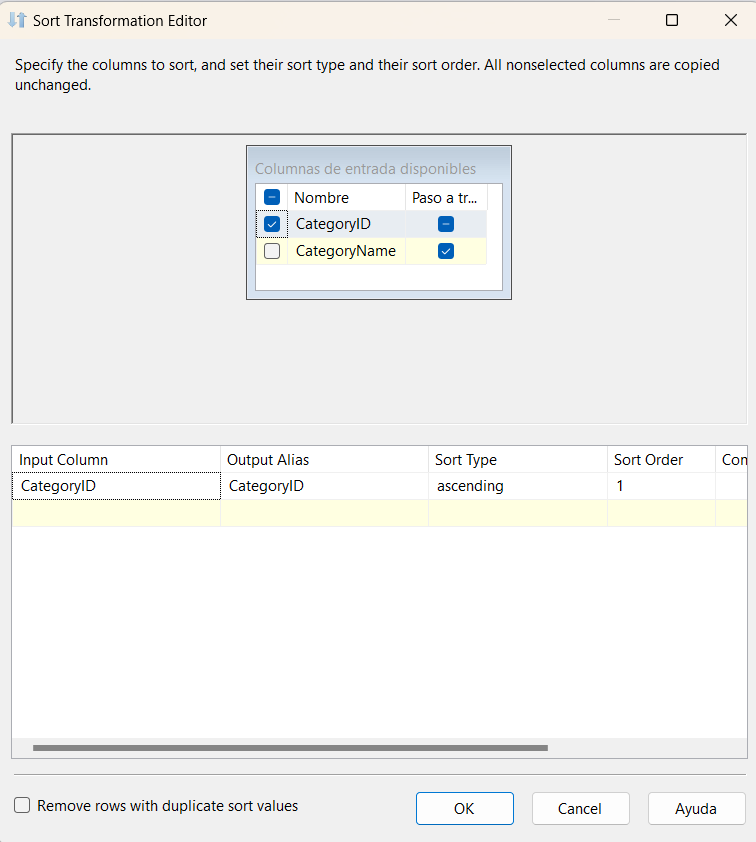 Sort Transformation Editor
Specify the columns to sort, and set their sort type and their sort order. All nonselected columns are copied
unchanged.
Columnas de entrada disponibles
Nombre Paso a tr...
CategoryID
CategoryName
Input Column Output Alias Sort Type Sort Order Con
CategoryID CategoryID ascending 1
Remove rows with duplicate sort values OK Cancel Ayuda